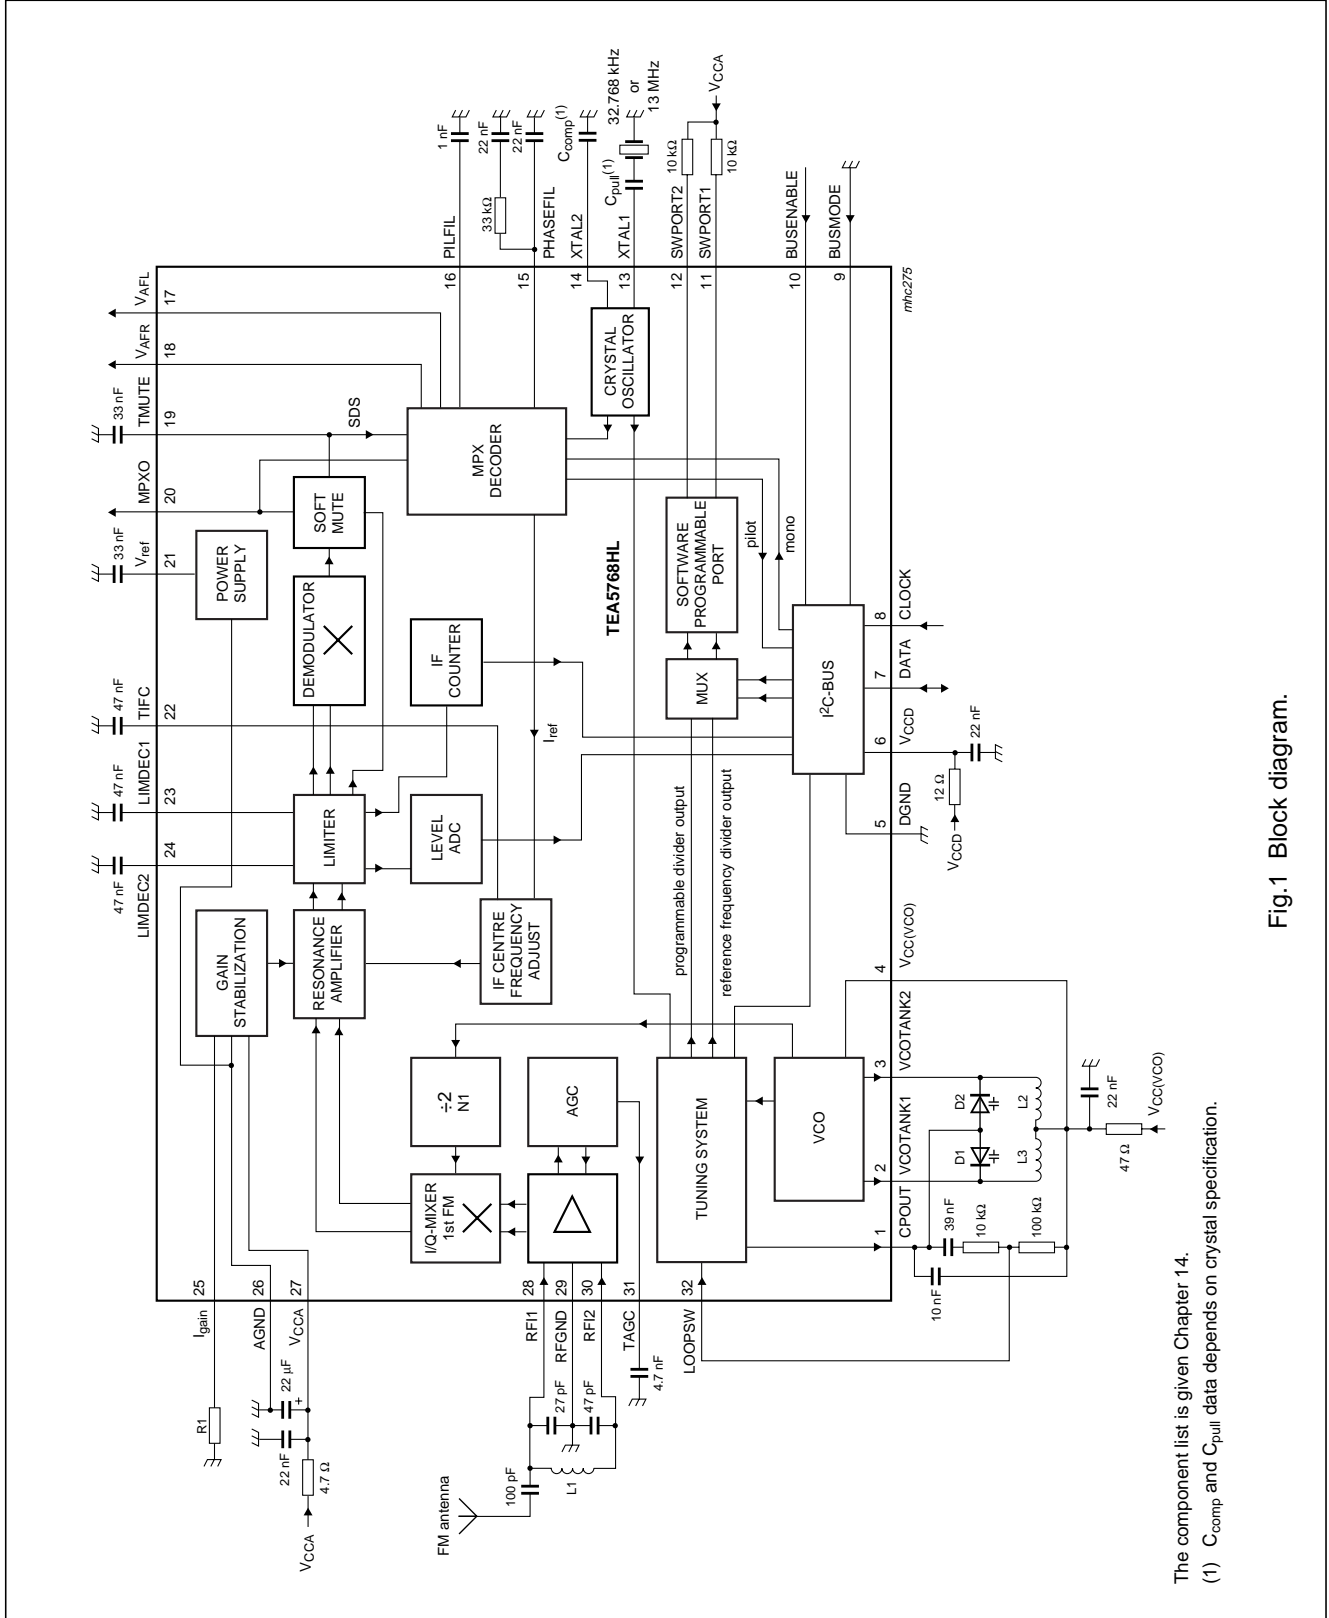 32.768 kHz
or
13 MHz
VCCA
1 nF
22 nF
22 nF
Ccomp(1)
Cpull(1)
10 kΩ
10 kΩ
33 kΩ
PILFIL
PHASEFIL
XTAL2
XTAL1
SWPORT2
SWPORT1
BUSENABLE
BUSMODE
16
15
14
13
12
11
10
9
mhc275
47 nF
LIMDEC2
24
47 nF
LIMDEC1
23
47 nF
TIFC
22
33 nF
Vref
21
MPXO
20
33 nF
TMUTE
19
VAFR
18
VAFL
17
GAIN
STABILIZATION
POWER
SUPPLY
RESONANCE
AMPLIFIER
LIMITER
DEMODULATOR
SOFT
MUTE
SDS
LEVEL
ADC
IF
COUNTER
MPX
DECODER
IF CENTRE
FREQUENCY
ADJUST
Iref
CRYSTAL
OSCILLATOR
TEA5768HL
÷2
N1
AGC
I/Q-MIXER
1st FM
programmable divider output
reference frequency divider output
MUX
SOFTWARE
PROGRAMMABLE
PORT
pilot
mono
TUNING SYSTEM
VCO
I2C-BUS
Igain
25
AGND
26
VCCA
27
RFI1
28
RFGND
29
RFI2
30
TAGC
31
LOOPSW
32
R1
22 μF
+
22 nF
4.7 Ω
VCCA
FM antenna
100 pF
L1
27 pF
47 pF
4.7 nF
1
CPOUT
2
VCOTANK1
3
VCOTANK2
4
VCC(VCO)
5
DGND
6
VCCD
7
DATA
8
CLOCK
10 nF
39 nF
10 kΩ
100 kΩ
D1
D2
L3
L2
22 nF
47 Ω
VCC(VCO)
VCCD
12 Ω
22 nF
The component list is given Chapter 14.
(1) Ccomp and Cpull data depends on crystal specification.
Fig.1 Block diagram.